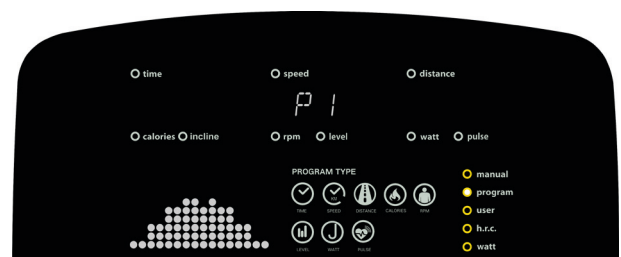 time speed distance
P1
calories incline rpm level watt pulse
PROGRAM TYPE
manual
TIME SPEED DISTANCE CALORIES RPM
program
user
LEVEL WATT PULSE
h.r.c.
watt